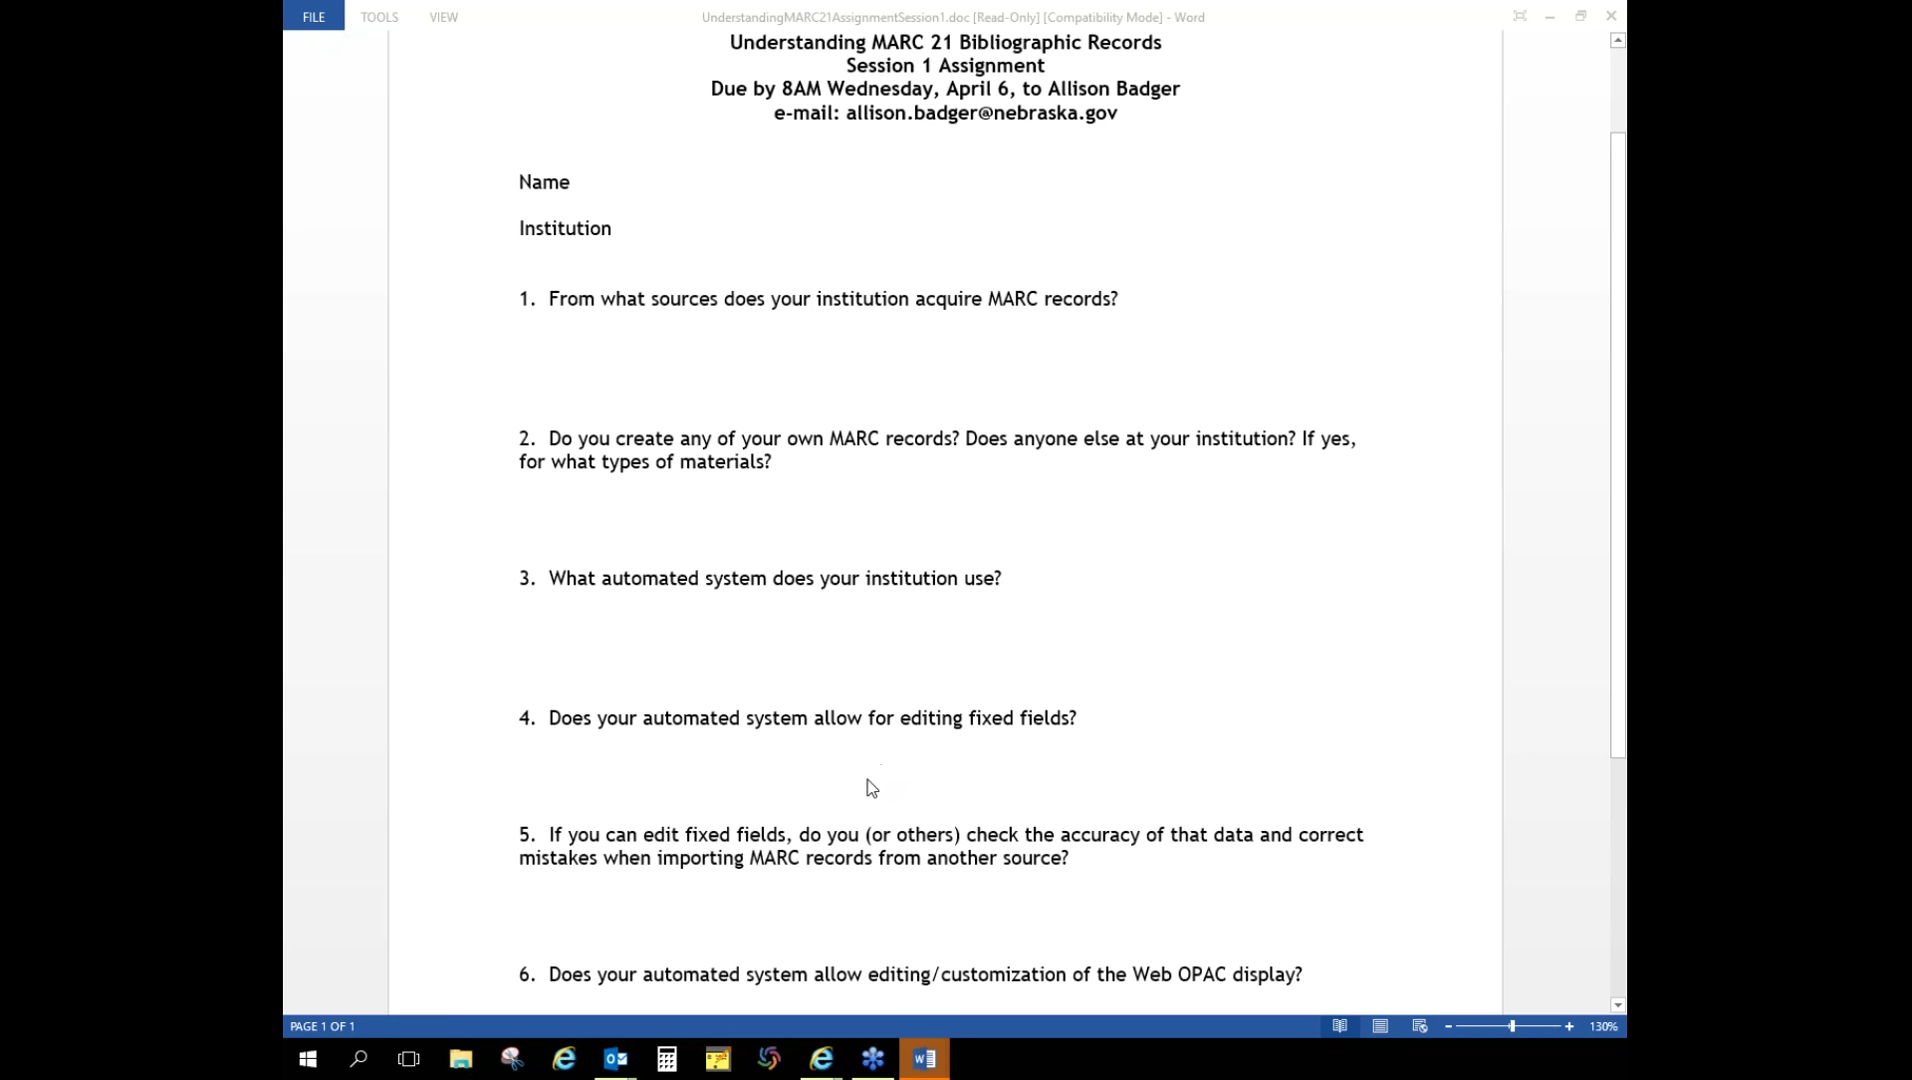 FILE TOOLS VIEW UnderstandingMARC21AssignmentSession1.doc [Read-Only] [Compatibility Mode] - Word
Understanding MARC 21 Bibliographic Records
Session 1 Assignment
Due by 8AM Wednesday, April 6, to Allison Badger
e-mail: allison.badger@nebraska.gov
Name
Institution
1. From what sources does your institution acquire MARC records?
2. Do you create any of your own MARC records? Does anyone else at your institution? If yes,
for what types of materials?
3. What automated system does your institution use?
4. Does your automated system allow for editing fixed fields?
5. If you can edit fixed fields, do you (or others) check the accuracy of that data and correct
mistakes when importing MARC records from another source?
6. Does your automated system allow editing/customization of the Web OPAC display?
PAGE 1 OF 1 130%